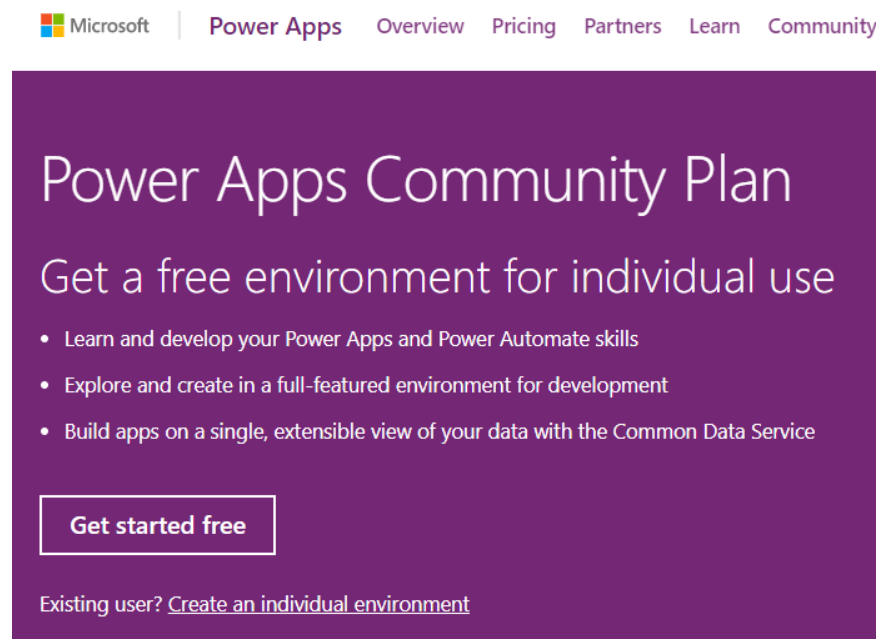 Microsoft Power Apps Overview Pricing Partners Learn Community
Power Apps Community Plan
Get a free environment for individual use
• Learn and develop your Power Apps and Power Automate skills
• Explore and create in a full-featured environment for development
• Build apps on a single, extensible view of your data with the Common Data Service
Get started free
Existing user? Create an individual environment